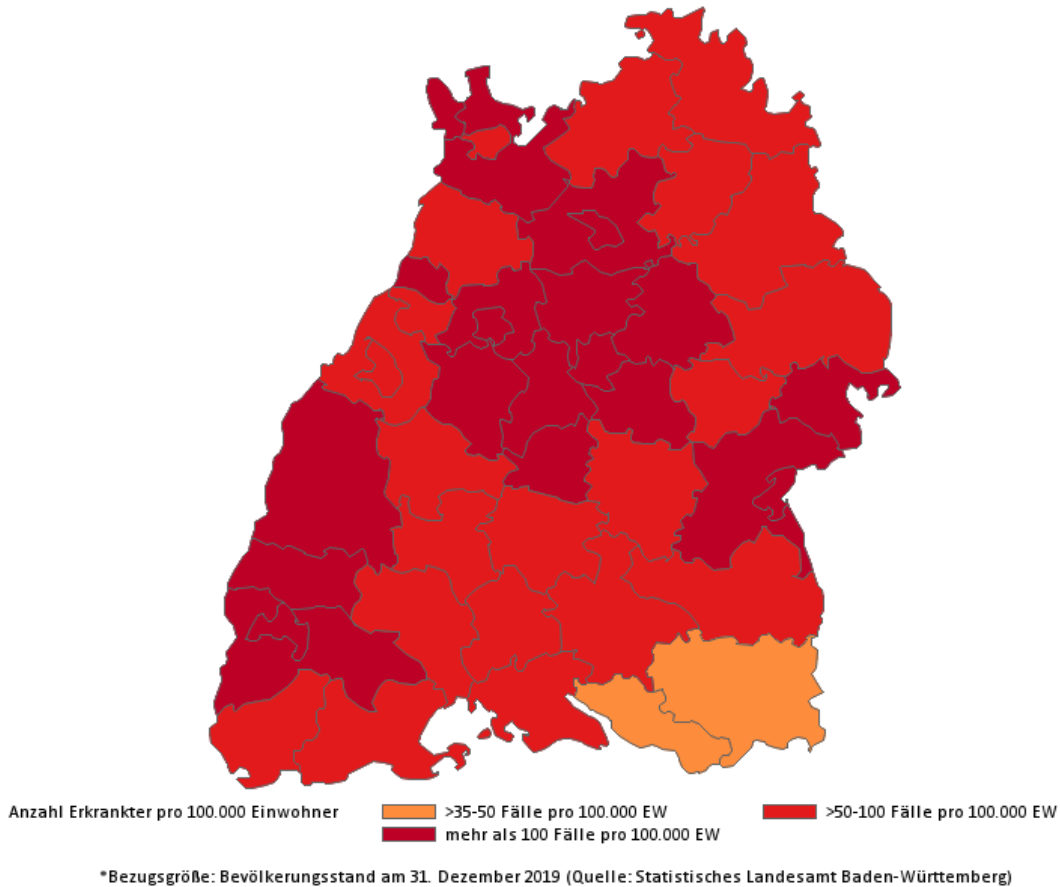 Anzahl Erkrankter pro 100.000 Einwohner >35-50 Fälle pro 100.000 EW >50-100 Fälle pro 100.000 EW
mehr als 100 Fälle pro 100.000 EW
*Bezugsgröße: Bevölkerungsstand am 31. Dezember 2019 (Quelle: Statistisches Landesamt Baden-Württemberg)